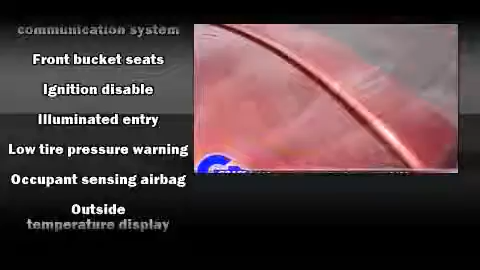 communication system
Front bucket seats
Ignition disable
Illuminated entry
Low tire pressure warning
Occupant sensing airbag
Outside
temperature display